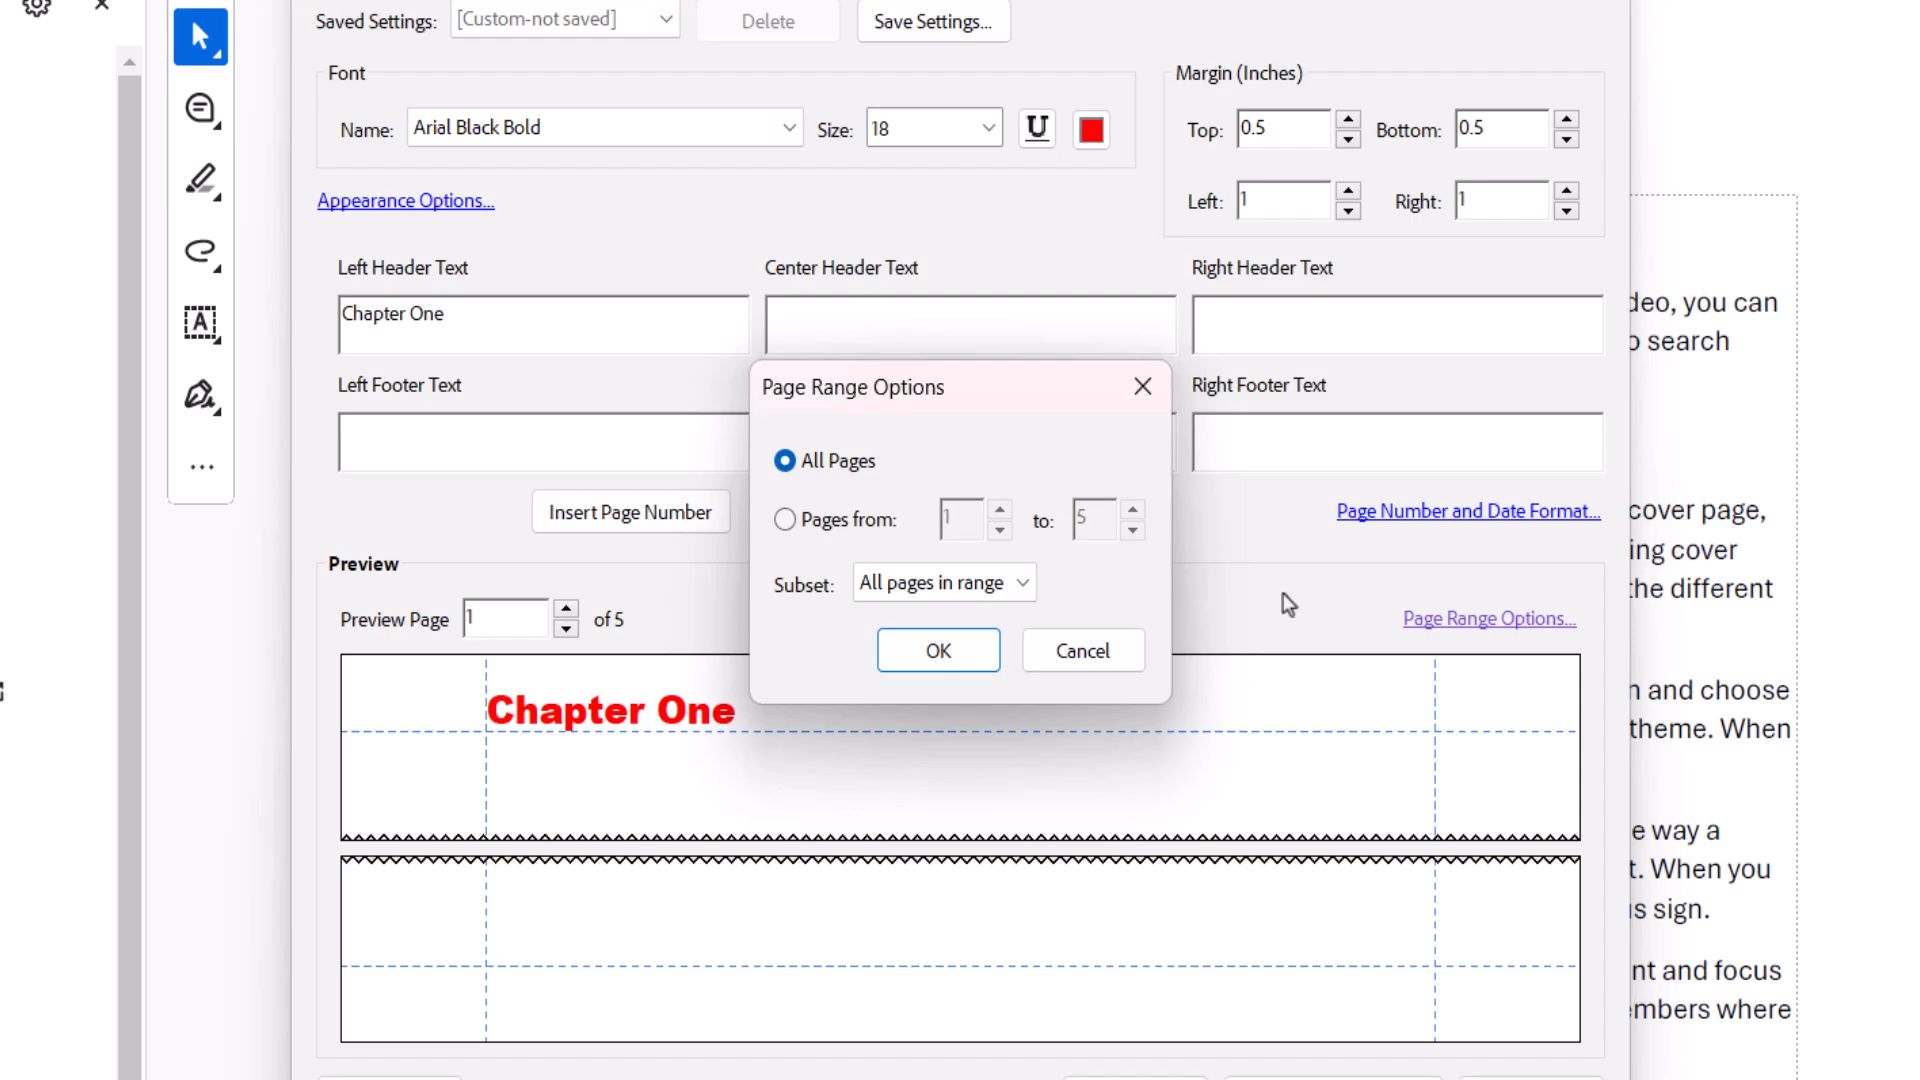 Saved Settings: [Custom-not saved] Delete Save Settings...
Font
Margin (Inches)
Name: Arial Black Bold Size: 18 U
Top: 0.5 Bottom: 0.5
Appearance Options...
Left: 1 Right: 1
Left Header Text Center Header Text Right Header Text
Chapter One
Left Footer Text
Right Footer Text
Page Range Options
All Pages
Pages from: 1 to: 5
Subset: All pages in range
OK Cancel
Insert Page Number
Page Number and Date Format...
Preview
Preview Page 1 of 5
Page Range Options...
Chapter One
A
, you can
search
cover page,
cover
the different
and choose
theme. When
way a
When you
sign.
and focus
where